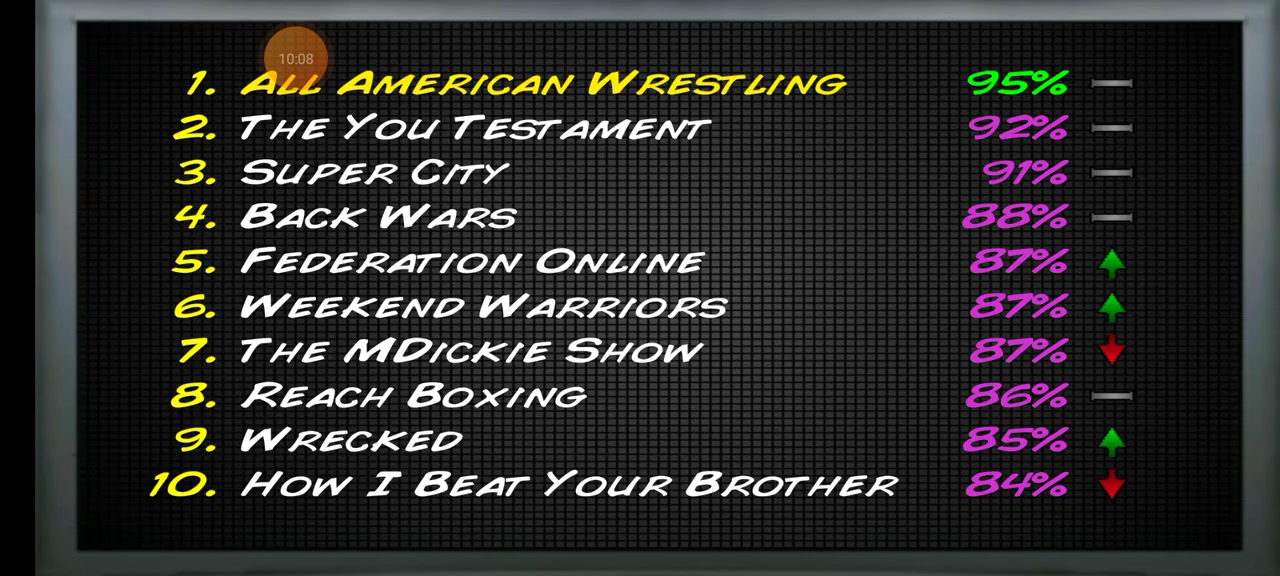 10:08
1. All American Wrestling 95%
2. The You Testament 92%
3. Super City 91%
4. Back Wars 88%
5. Federation Online 87%
6. Weekend Warriors 87%
7. The MDickie Show 87%
8. Reach Boxing 86%
9. Wrecked 85%
10. How I Beat Your Brother 84%